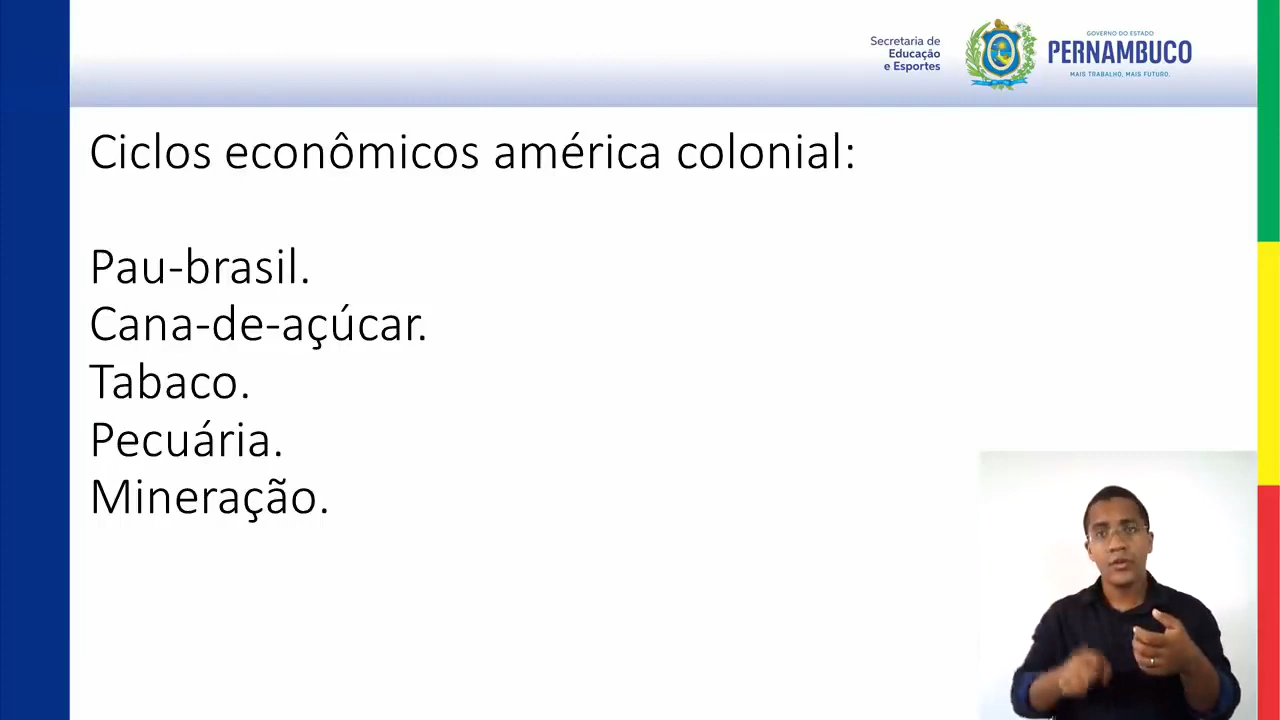 Secretaria de
Educação
e Esportes
GOVERNO DO ESTADO
PERNAMBUCO
MAIS TRABALHO, MAIS FUTURO.
Ciclos econômicos américa colonial:
Pau-brasil.
Cana-de-açúcar.
Tabaco.
Pecuária.
Mineração.